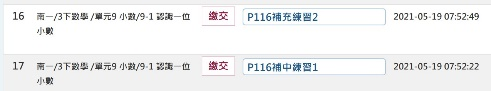 16 南一/3下數學 /單元9 小數/9-1 認識一位 繳交 P116補充練習2 2021-05-19 07:52:49
小數
17 南一/3下數學 /單元9 小數/9-1 認識一位 繳交 P116補中練習1 2021-05-19 07:52:22
小數